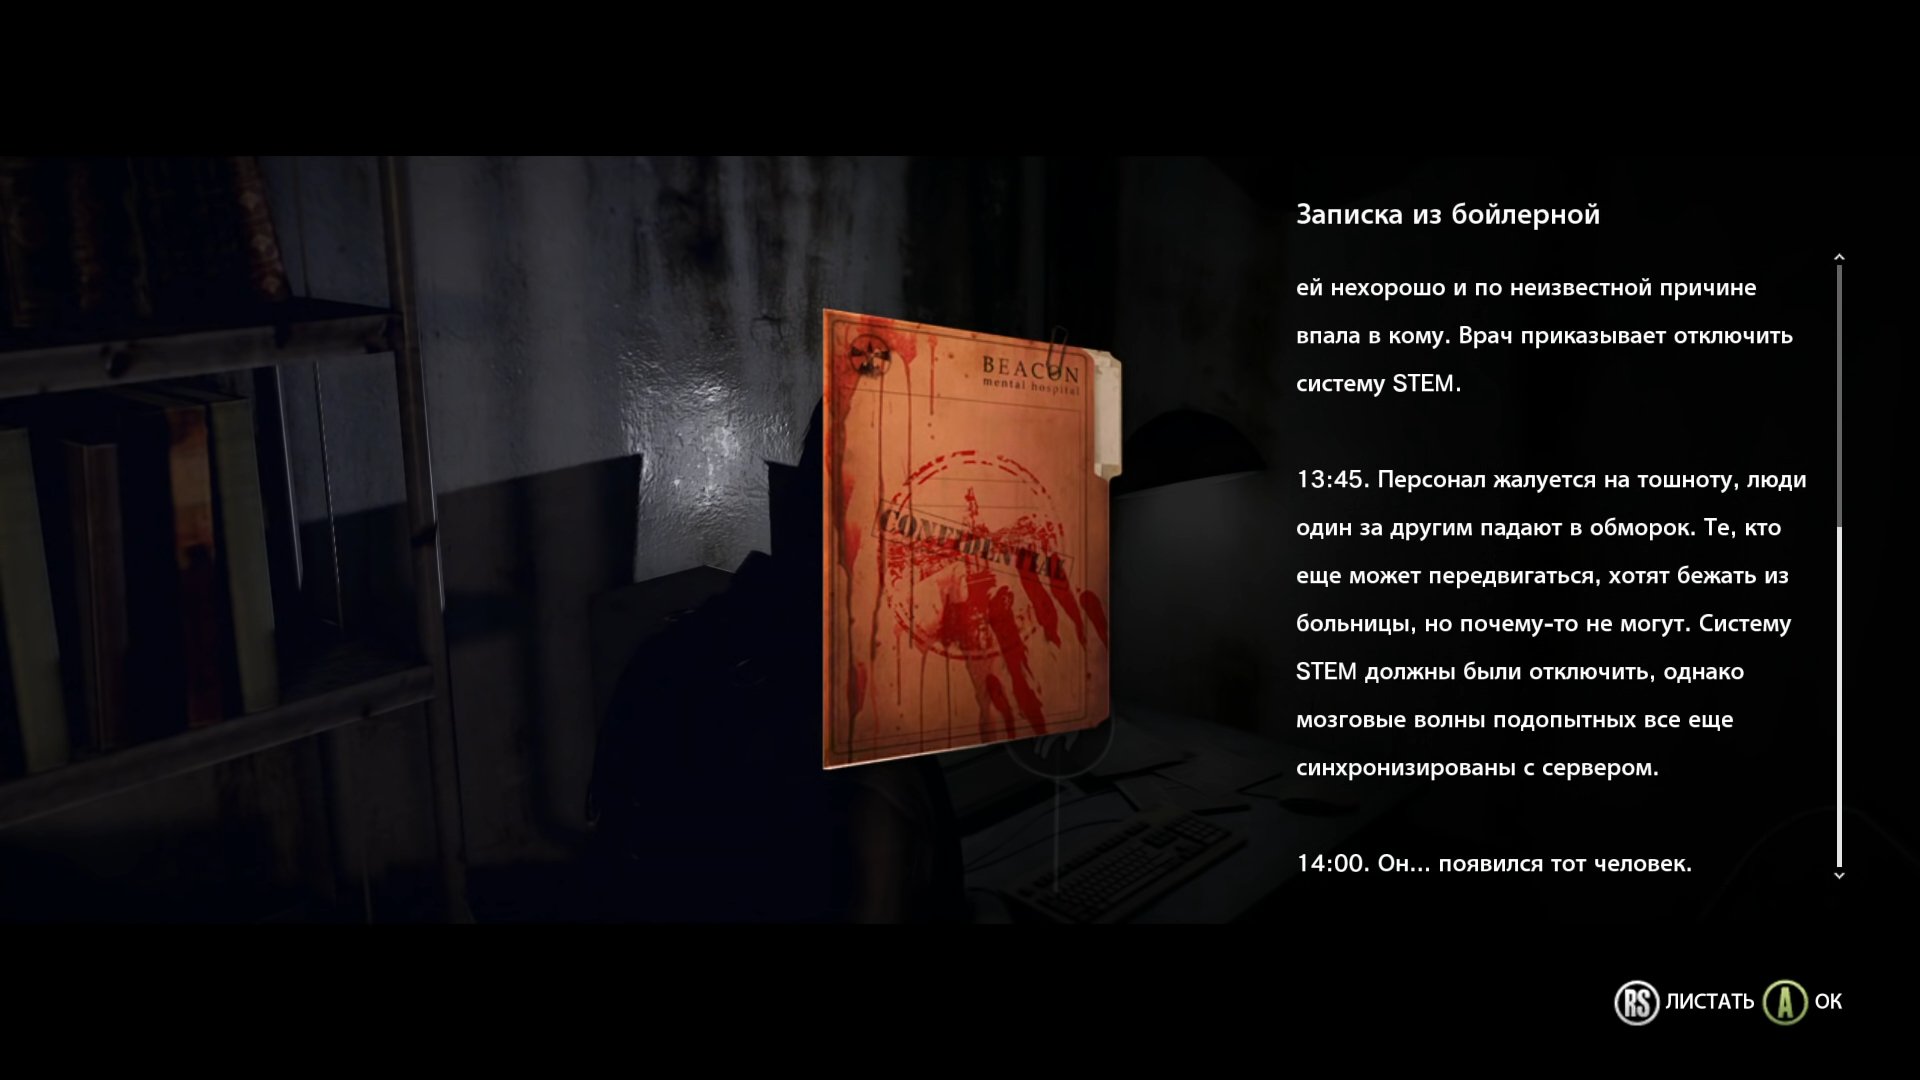 Записка из бойлерной
ей нехорошо и по неизвестной причине
впала в кому. Врач приказывает отключить
систему STEM.
13:45. Персонал жалуется на тошноту, люди
один за другим падают в обморок. Те, кто
еще может передвигаться, хотят бежать из
больницы, но почему-то не могут. Систему
STEM должны были отключить, однако
мозговые волны подопытных все еще
синхронизированы с сервером.
14:00. Он... появился тот человек.
BEACON
mental hospital
CONFIDENTIAL
RS ЛИСТАТЬ A OK